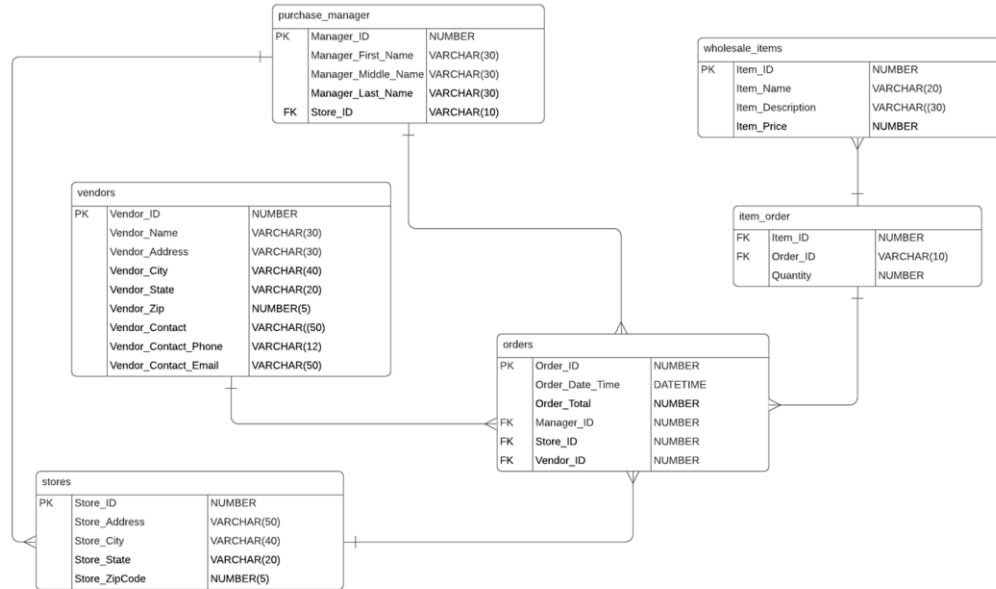 purchase_manager
PK Manager_ID NUMBER
Manager_First_Name VARCHAR(30)
Manager_Middle_Name VARCHAR(30)
Manager_Last_Name VARCHAR(30)
FK Store_ID VARCHAR(10)
wholesale_items
PK Item_ID NUMBER
Item_Name VARCHAR(20)
Item_Description VARCHAR((30)
Item_Price NUMBER
vendors
PK Vendor_ID NUMBER
Vendor_Name VARCHAR(30)
Vendor_Address VARCHAR(30)
Vendor_City VARCHAR(40)
Vendor_State VARCHAR(20)
Vendor_Zip NUMBER(5)
Vendor_Contact VARCHAR((50)
Vendor_Contact_Phone VARCHAR(12)
Vendor_Contact_Email VARCHAR(50)
item_order
FK Item_ID NUMBER
FK Order_ID VARCHAR(10)
Quantity NUMBER
orders
PK Order_ID NUMBER
Order_Date_Time DATETIME
Order_Total NUMBER
FK Manager_ID NUMBER
FK Store_ID NUMBER
FK Vendor_ID NUMBER
stores
PK Store_ID NUMBER
Store_Address VARCHAR(50)
Store_City VARCHAR(40)
Store_State VARCHAR(20)
Store_ZipCode NUMBER(5)